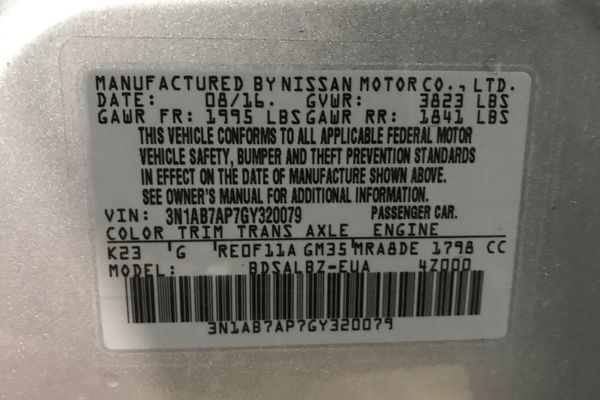 MANUFACTURED BY NISSAN MOTOR CO., LTD.
DATE: 08/16. GVWR: 3823 LBS
GAWR FR: 1995 LBS GAWR RR: 1841 LBS
THIS VEHICLE CONFORMS TO ALL APPLICABLE FEDERAL MOTOR
VEHICLE SAFETY, BUMPER AND THEFT PREVENTION STANDARDS
IN EFFECT ON THE DATE OF MANUFACTURE SHOWN ABOVE.
SEE OWNER'S MANUAL FOR ADDITIONAL INFORMATION.
VIN: 3N1AB7AP7GY320079 PASSENGER CAR.
COLOR TRIM TRANS AXLE ENGINE
K23 G RE0F11A GM35 MRA8DE 1798 CC
MODEL: BDSALBZ-EUA 4Z000
3N1AB7AP7GY320079